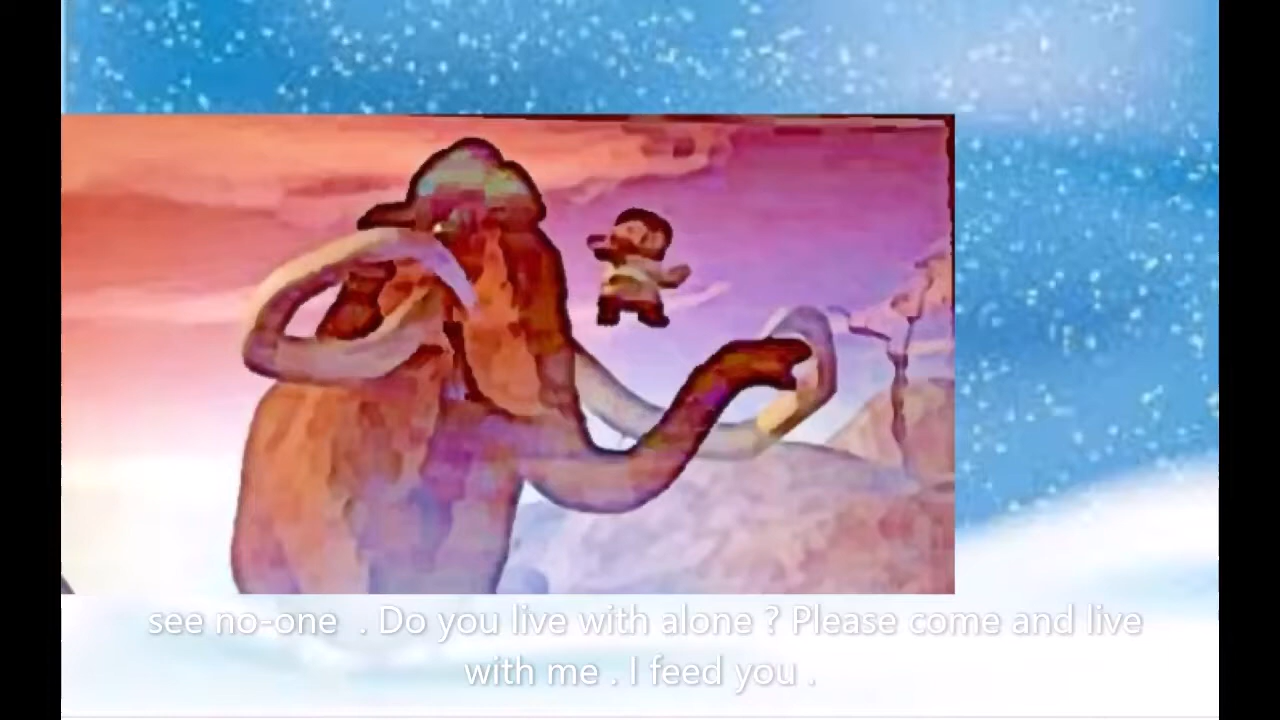 see no-one . Do you live with alone ? Please come and live
with me . I feed you .